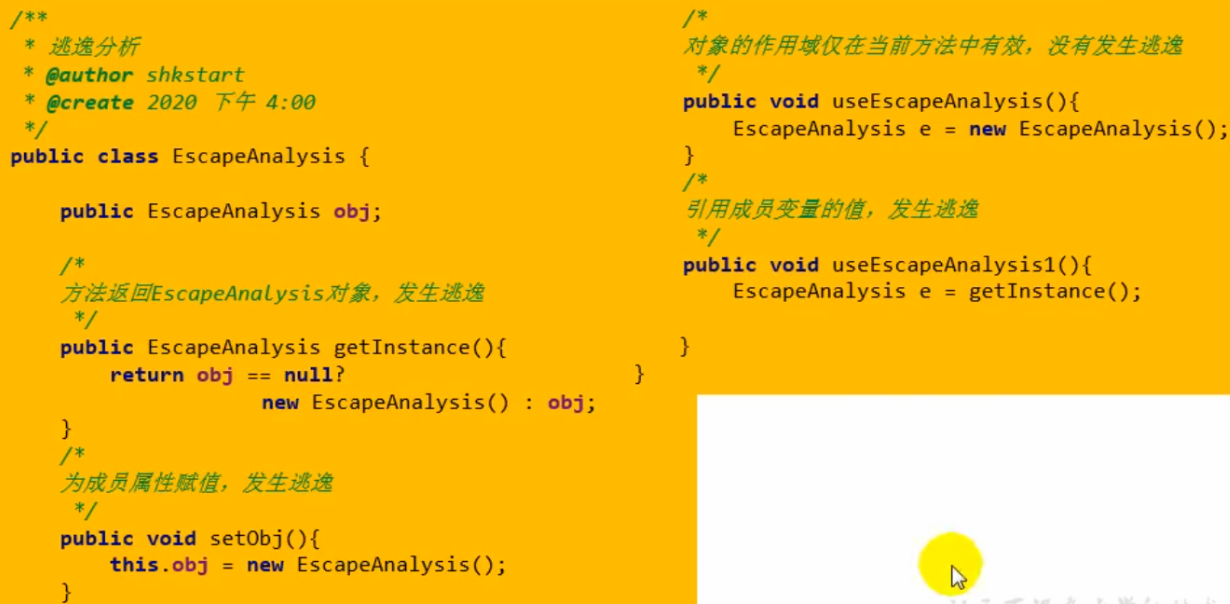 /**
 * 逃逸分析
 * @author shkstart
 * @create 2020 下午 4:00
 */
public class EscapeAnalysis {
public EscapeAnalysis obj;
/*
方法返回EscapeAnalysis对象，发生逃逸
 */
public EscapeAnalysis getInstance(){
return obj == null?
new EscapeAnalysis() : obj;
}
/*
为成员属性赋值，发生逃逸
 */
public void setObj(){
this.obj = new EscapeAnalysis();
}
/*
对象的作用域仅在当前方法中有效，没有发生逃逸
 */
public void useEscapeAnalysis(){
EscapeAnalysis e = new EscapeAnalysis();
}
/*
引用成员变量的值，发生逃逸
 */
public void useEscapeAnalysis1(){
EscapeAnalysis e = getInstance();
}
}